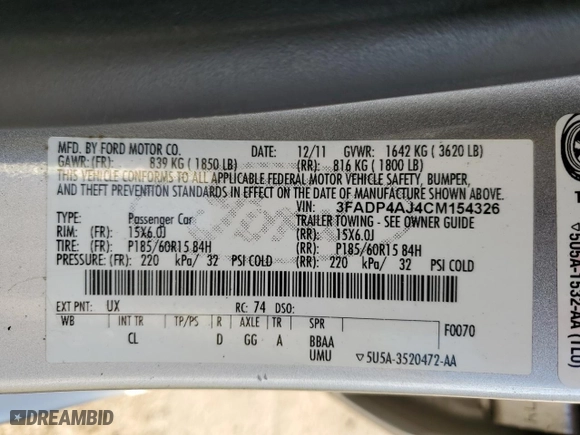 MFD. BY FORD MOTOR CO. DATE: 12/11 GVWR: 1642 KG ( 3620 LB)
GAWR: (FR): 839 KG ( 1850 LB) (RR): 816 KG ( 1800 LB)
THIS VEHICLE CONFORMS TO ALL APPLICABLE FEDERAL MOTOR VEHICLE SAFETY, BUMPER,
AND THEFT PREVENTION STANDARDS IN EFFECT ON THE DATE OF MANUFACTURE SHOWN ABOVE.
VIN: 3FADP4AJ4CM154326
TYPE: Passenger Car TRAILER TOWING - SEE OWNER GUIDE
RIM: (FR): 15X6.0J (RR): 15X6.0J
TIRE: (FR): P185/60R15 84H (RR): P185/60R15 84H
PRESSURE: (FR): 220 kPa/ 32 PSI COLD (RR): 220 kPa/ 32 PSI COLD
EXT PNT: UX RC: 74 DSO:
WB INT TR TP/PS R AXLE TR SPR F0070
CL D GG A BBAA
UMU ▽5U5A-3520472-AA
▽5U5A-1532-AA (TLU)
DREAMBID